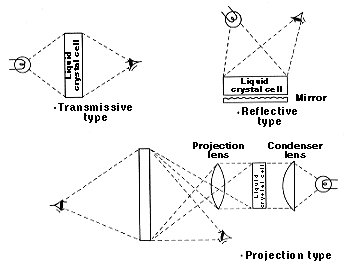 Liquid
crystal cell
·Transmissive
type
Liquid
crystal cell
Mirror
·Reflective
type
Projection
lens
Liquid
crystal cell
Condenser
lens
·Projection type